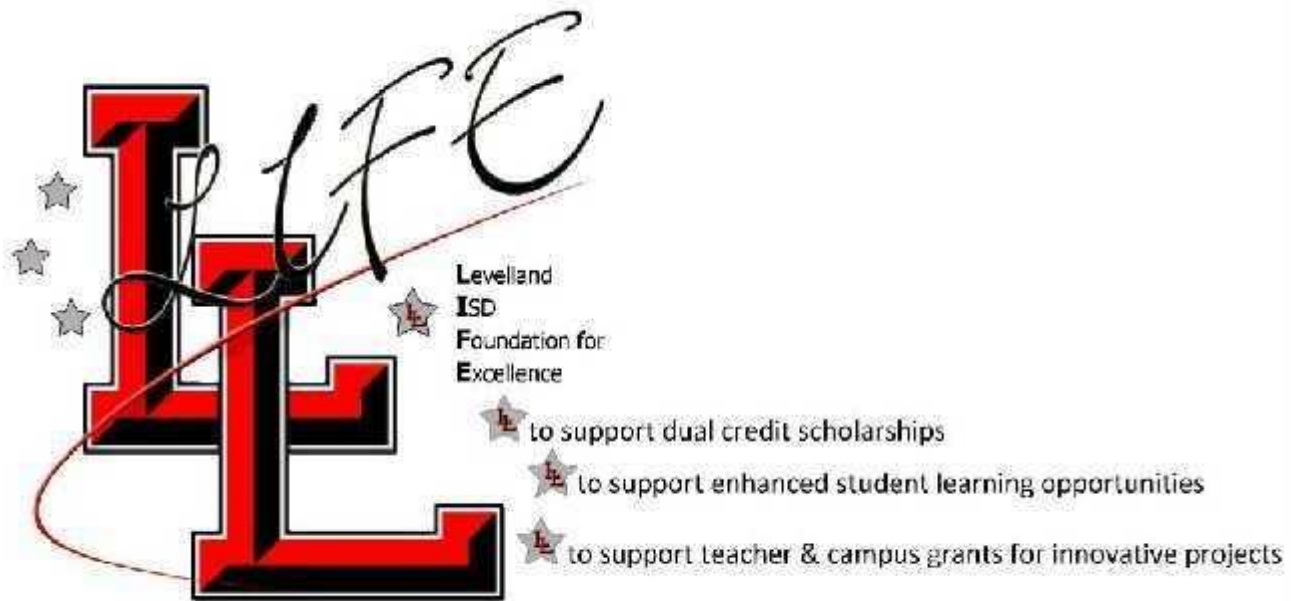 LIFE
LL
Levelland
ISD
Foundation for
Excellence
to support dual credit scholarships
to support enhanced student learning opportunities
to support teacher & campus grants for innovative projects